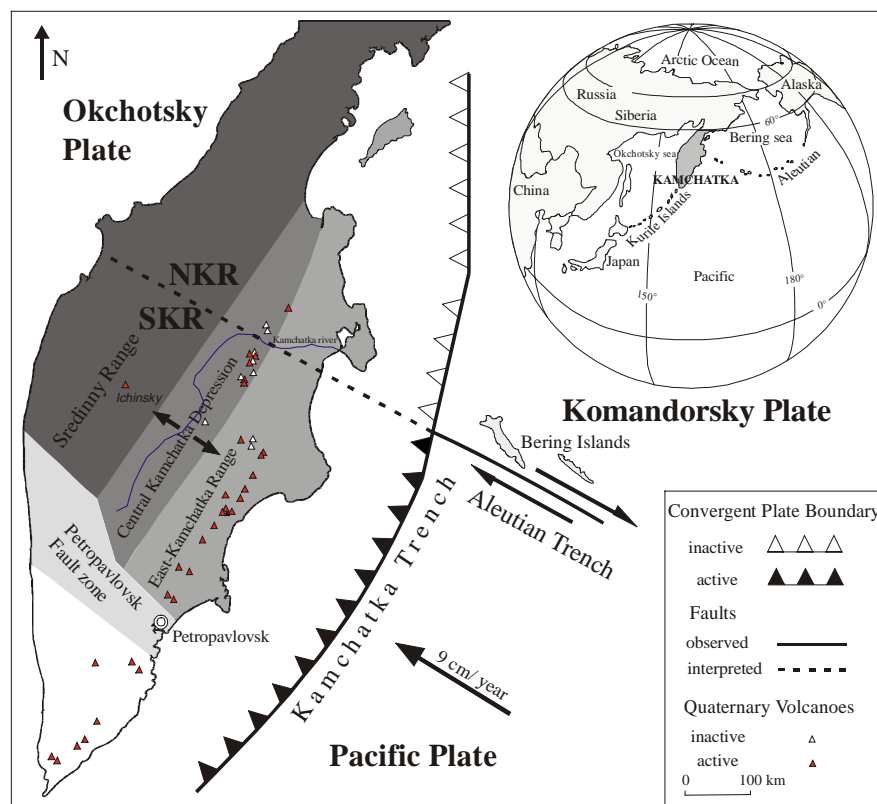 N
Okchotsky
Plate
NKR
SKR
Sredinny Range
Ichinsky
Kamchatka river
Central Kamchatka Depression
East-Kamchatka Range
Petropavlovsk
Fault zone
Petropavlovsk
Kamchatka Trench
Pacific Plate
9 cm/ year
Aleutian Trench
Bering Islands
Komandorsky Plate
Arctic Ocean
Alaska
Russia
Siberia
60°
Bering sea
Okchotsky sea
KAMCHATKA
Aleutian
China
Kurile Islands
Japan
Pacific
150°
180°
0°
Convergent Plate Boundary
inactive
active
Faults
observed
interpreted
Quaternary Volcanoes
inactive
active
0 100 km